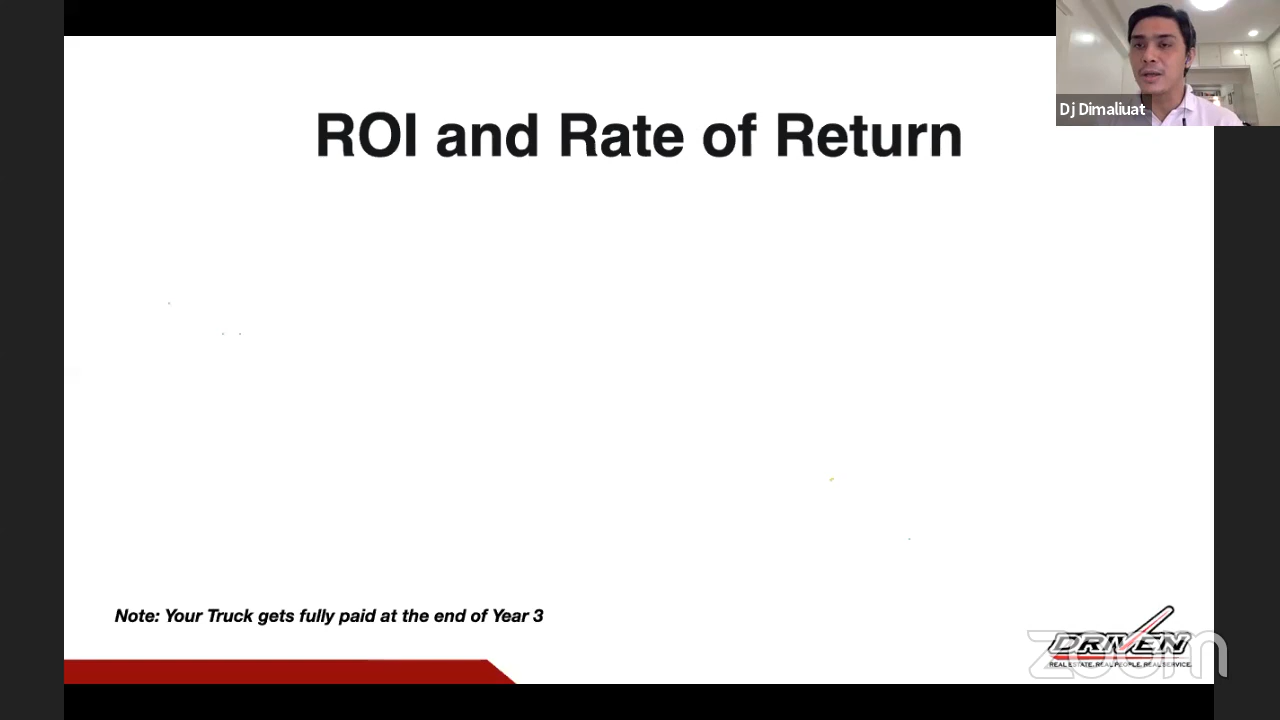 Dj Dimaliuat
ROI and Rate of Return
Note: Your Truck gets fully paid at the end of Year 3
DRIVEN
REAL ESTATE. REAL PEOPLE. REAL SERVICE.
zoom